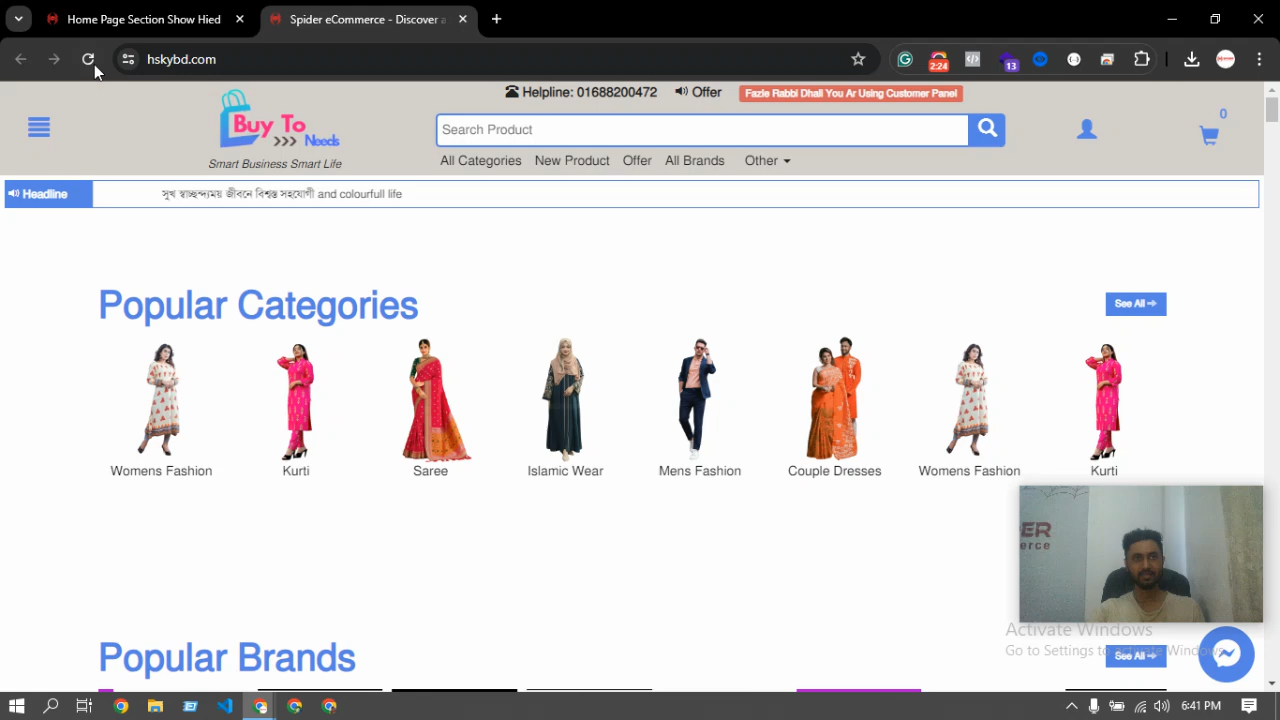 Home Page Section Show Hied
Spider eCommerce - Discover a
hskybd.com
2:24
13
Helpline: 01688200472
Offer
Fazle Rabbi Dhali You Ar Using Customer Panel
Buy To
>>> Needs
Smart Business Smart Life
Search Product
0
All Categories
New Product
Offer
All Brands
Other
Headline
সুখ স্বাচ্ছন্দ্যময় জীবনে বিশ্বস্ত সহযোগী and colourfull life
Popular Categories
See All
Womens Fashion
Kurti
Saree
Islamic Wear
Mens Fashion
Couple Dresses
Womens Fashion
Kurti
Popular Brands
See All
Activate Windows
Go to Settings to activate Windows.
6:41 PM